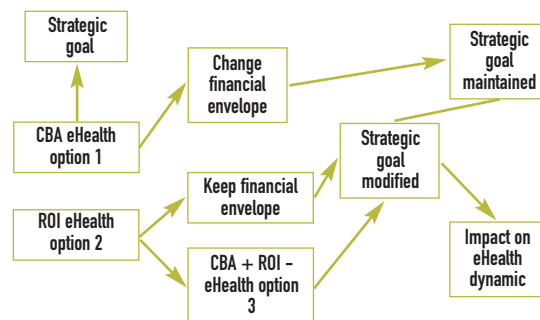 Strategic
goal
Change
financial
envelope
Strategic
goal
maintained
CBA eHealth
option 1
Strategic
goal
modified
Keep financial
envelope
ROI eHealth
option 2
CBA + ROI –
eHealth option
3
Impact on
eHealth
dynamic